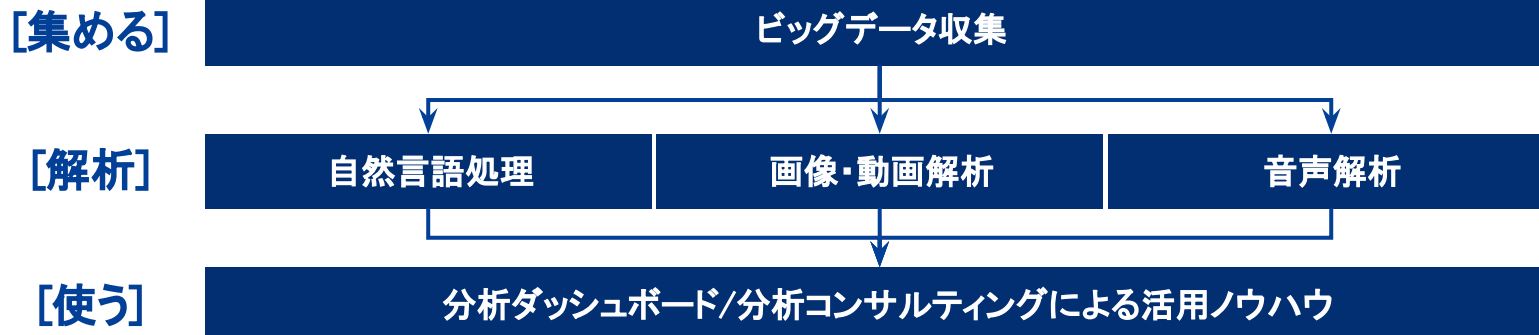 [集める]
ビッグデータ収集
[解析]
自然言語処理
画像・動画解析
音声解析
[使う]
分析ダッシュボード/分析コンサルティングによる活用ノウハウ